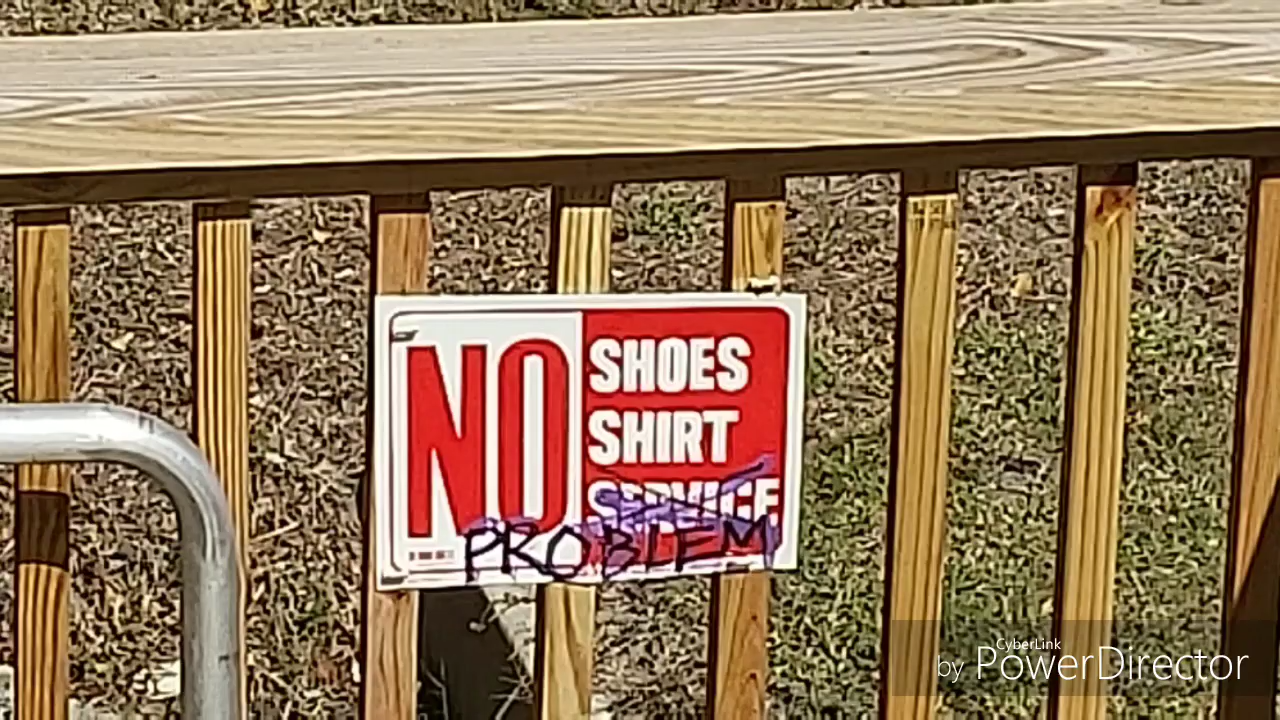 NO
SHOES
SHIRT
SERVICE
PROBLEM
CyberLink
by PowerDirector